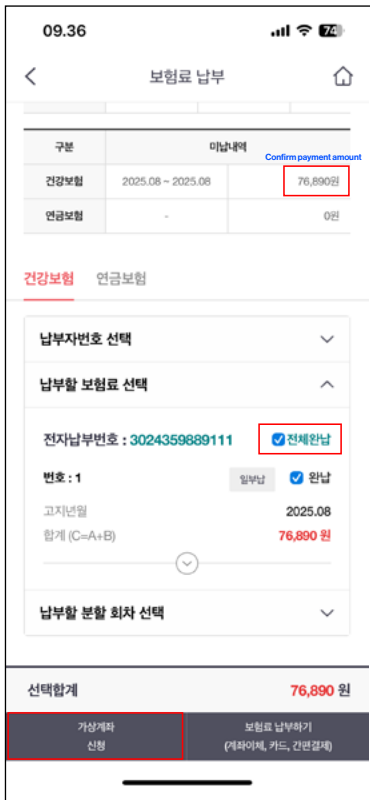 09.36
74
보험료 납부
구분 미납내역
Confirm payment amount
건강보험 2025.08 ~ 2025.08 76,890원
연금보험 - 0원
건강보험 연금보험
납부자번호 선택
납부할 보험료 선택
전자납부번호 : 3024359889111 전체완납
번호 : 1 일부납 완납
고지년월 2025.08
합계 (C=A+B) 76,890 원
납부할 분할 회차 선택
선택합계 76,890 원
가상계좌
신청
보험료 납부하기
(계좌이체, 카드, 간편결제)